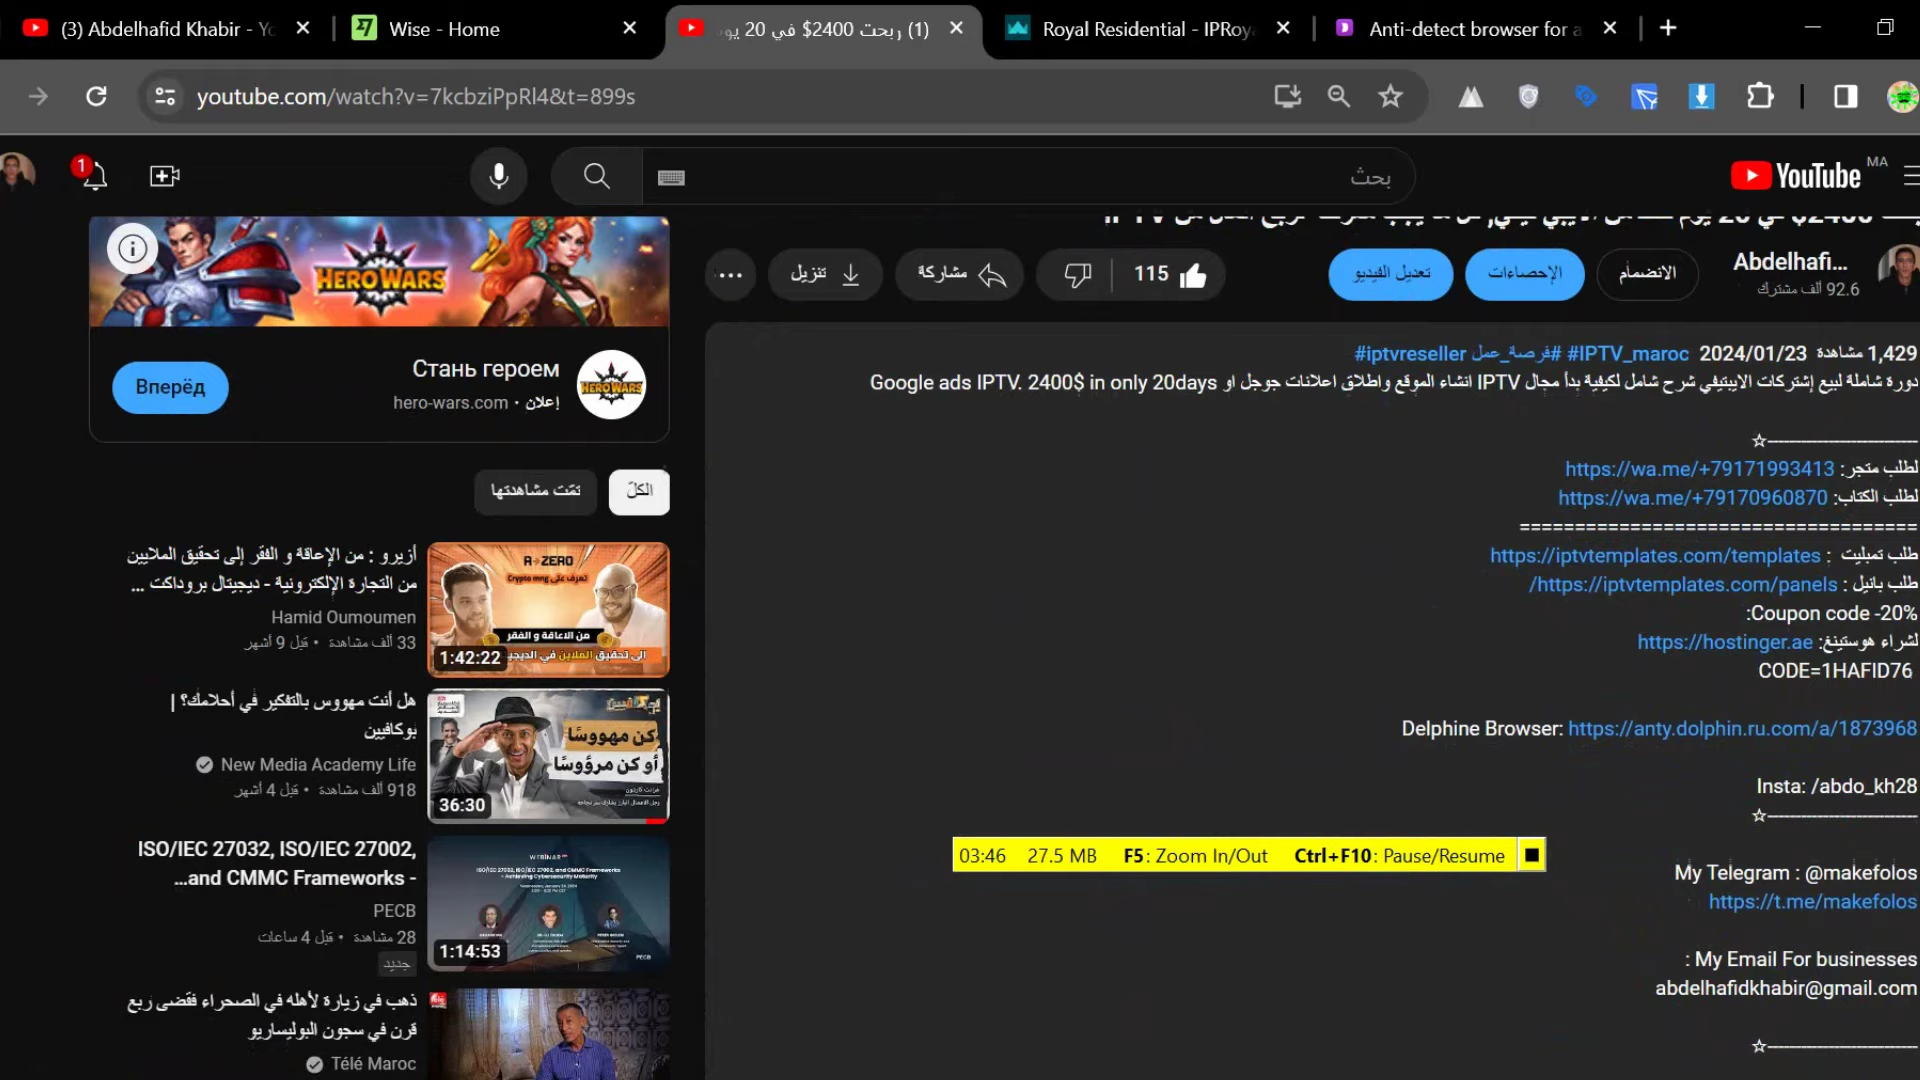 (3) Abdelhafid Khabir - Yo
Wise - Home
(1) ربحت 2400$ في 20 يو
Royal Residential - IPRoya
Anti-detect browser for a
youtube.com/watch?v=7kcbziPpRl4&t=899s
1
بحث
YouTube MA
HERO WARS
Стань героем
hero-wars.com • إعلان
Вперёд
HERO WARS
تنزيل
مشاركة
115
تعديل الفيديو
الإحصاءات
الانضمام
Abdelhafi...
92.6 ألف مشترك
1,429 مشاهدة 2024/01/23 #IPTV_maroc #فرصة_عمل #iptvreseller
دورة شاملة لبيع إشتركات الايبتيفي شرح شامل لكيفية بدأ مجال IPTV انشاء الموقع واطلاق اعلانات جوجل او Google ads IPTV. 2400$ in only 20days
☆---------------------------
لطلب متجر: https://wa.me/+79171993413
لطلب الكتاب: https://wa.me/+79170960870
==================================
طلب تمبليت : https://iptvtemplates.com/templates
طلب بانيل : https://iptvtemplates.com/panels/
Coupon code -20%:
لشراء هوستينغ: https://hostinger.ae
CODE=1HAFID76
Delphine Browser: https://anty.dolphin.ru.com/a/1873968
Insta: /abdo_kh28
☆---------------------------
My Telegram : @makefolos
https://t.me/makefolos
My Email For businesses :
abdelhafidkhabir@gmail.com
☆---------------------------
الكلّ
تمّت مشاهدتها
أزيرو : من الإعاقة و الفقر إلى تحقيق الملايين
من التجارة الإلكترونية - ديجيتال بروداكت ...
Hamid Oumoumen
33 ألف مشاهدة • قبل 9 أشهر
A-ZERO
من الاعاقة و الفقر
1:42:22
هل أنت مهووس بالتفكير في أحلامك؟ |
بوكافيين
New Media Academy Life
918 ألف مشاهدة • قبل 4 أشهر
كن مهووسًا
أو كن مرؤوسًا
36:30
ISO/IEC 27032, ISO/IEC 27002,
and CMMC Frameworks - ...
PECB
28 مشاهدة • قبل 4 ساعات
جديد
WEBINAR
1:14:53
ذهب في زيارة لأهله في الصحراء فقضى ربع
قرن في سجون البوليساريو
Télé Maroc
03:46 27.5 MB F5: Zoom In/Out Ctrl+F10: Pause/Resume